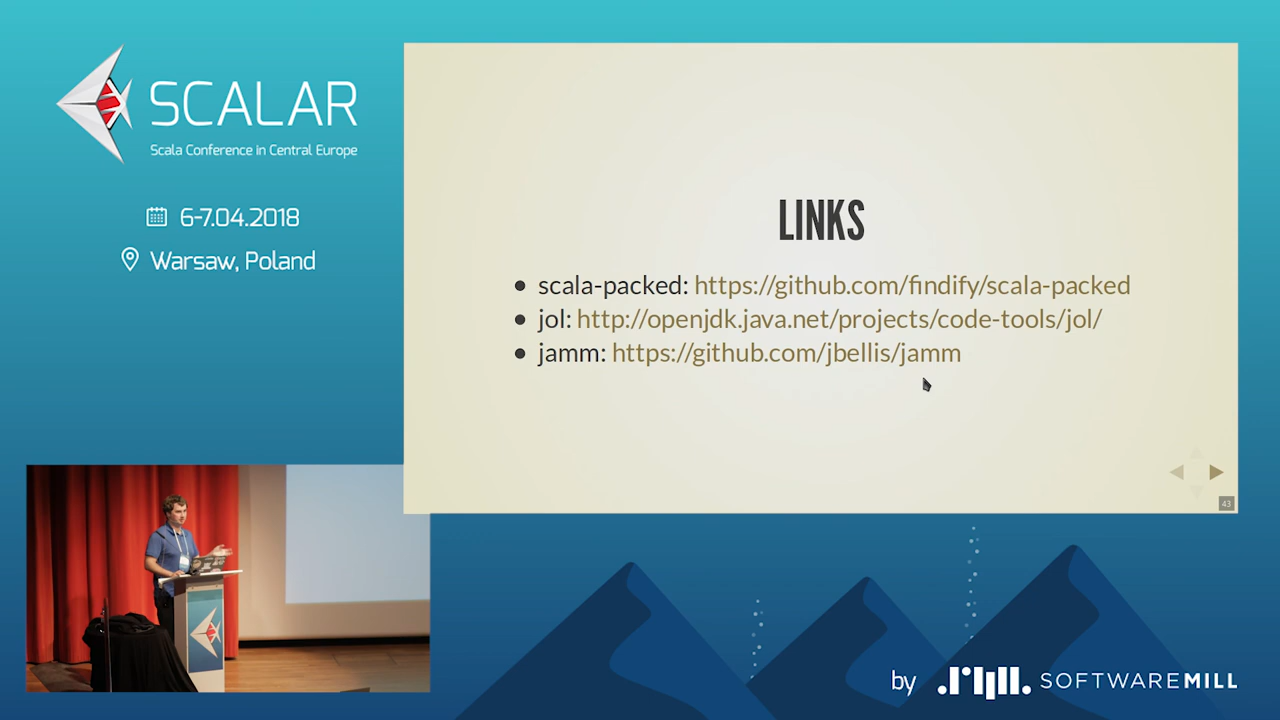 SCALAR
Scala Conference in Central Europe
6-7.04.2018
Warsaw, Poland
LINKS
scala-packed: https://github.com/findify/scala-packed
jol: http://openjdk.java.net/projects/code-tools/jol/
jamm: https://github.com/jbellis/jamm
43
by SOFTWAREMILL